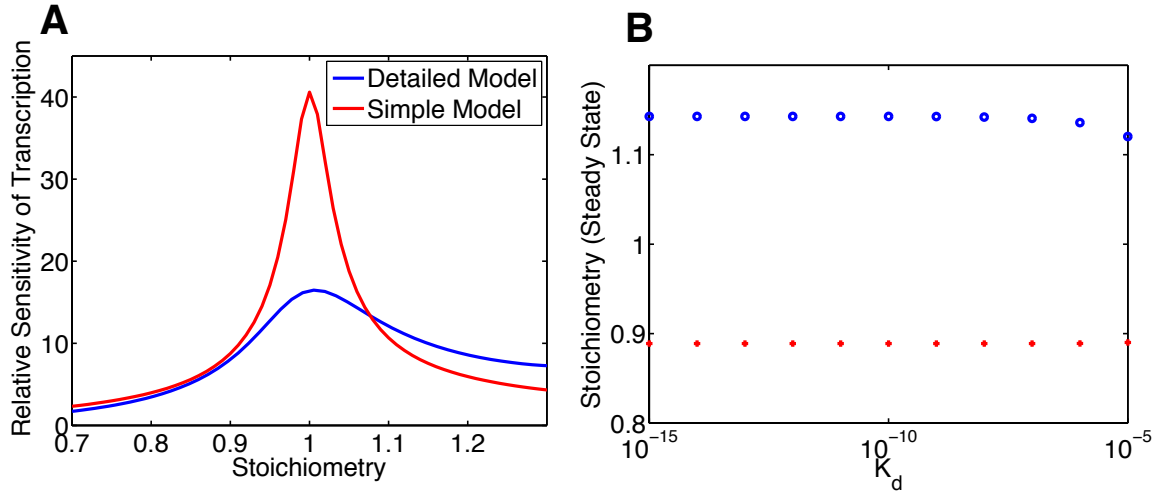 A
Relative Sensitivity of Transcription
40
30
20
10
0
0.7
0.8
0.9
1
1.1
1.2
Stoichiometry
Detailed Model
Simple Model
B
Stoichiometry (Steady State)
1.1
1
0.9
0.8
10⁻¹⁵
10⁻¹⁰
10⁻⁵
K_d